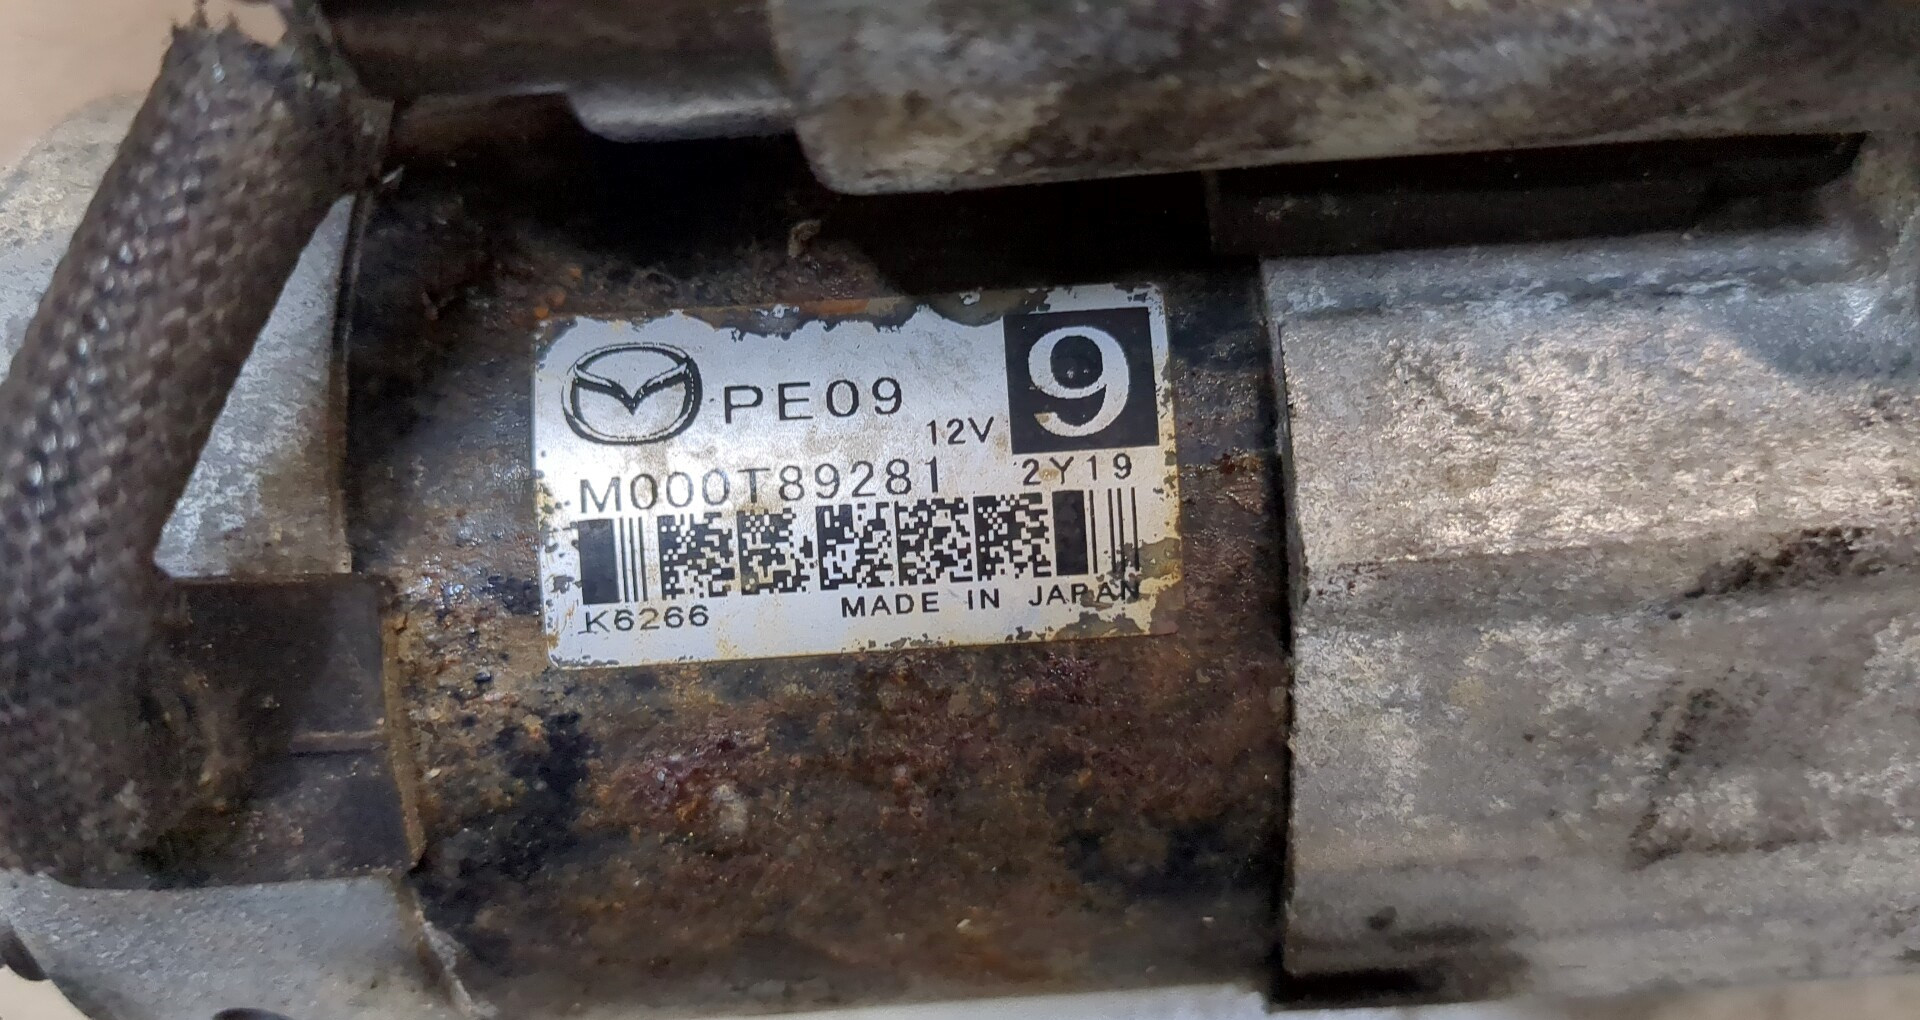 PE09
12V
9
M000T89281
2Y19
K6266
MADE IN JAPAN